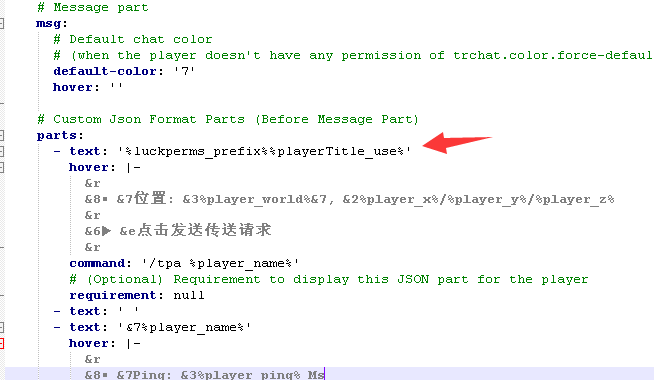 # Message part
msg:
# Default chat color
# (when the player doesn't have any permission of trchat.color.force-defaul
default-color: '7'
hover: ''
# Custom Json Format Parts (Before Message Part)
parts:
- text: '%luckperms_prefix%%playerTitle_use%'
hover: |-
&r
&8▪ &7位置: &3%player_world%&7, &2%player_x%/%player_y%/%player_z%
&r
&6▶ &e点击发送传送请求
&r
command: '/tpa %player_name%'
# (Optional) Requirement to display this JSON part for the player
requirement: null
- text: ' '
- text: '&7%player_name%'
hover: |-
&r
&8▪ &7Ping: &3%player_ping% Ms